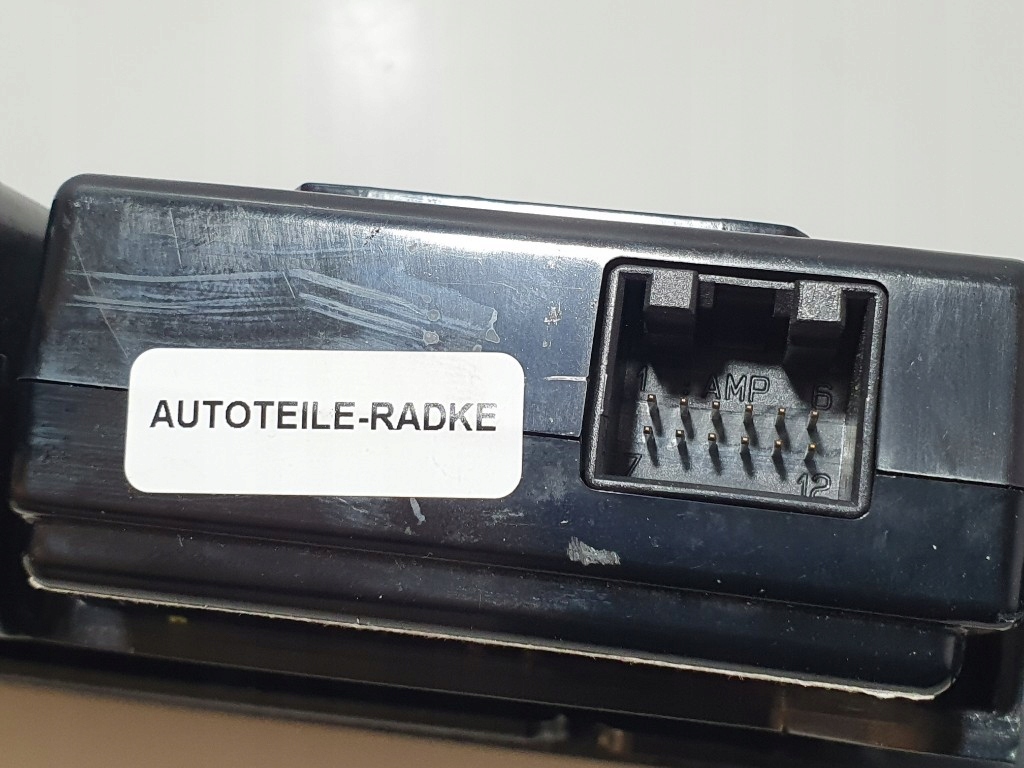 AUTOTEILE-RADKE
1 AMP 6
7 12